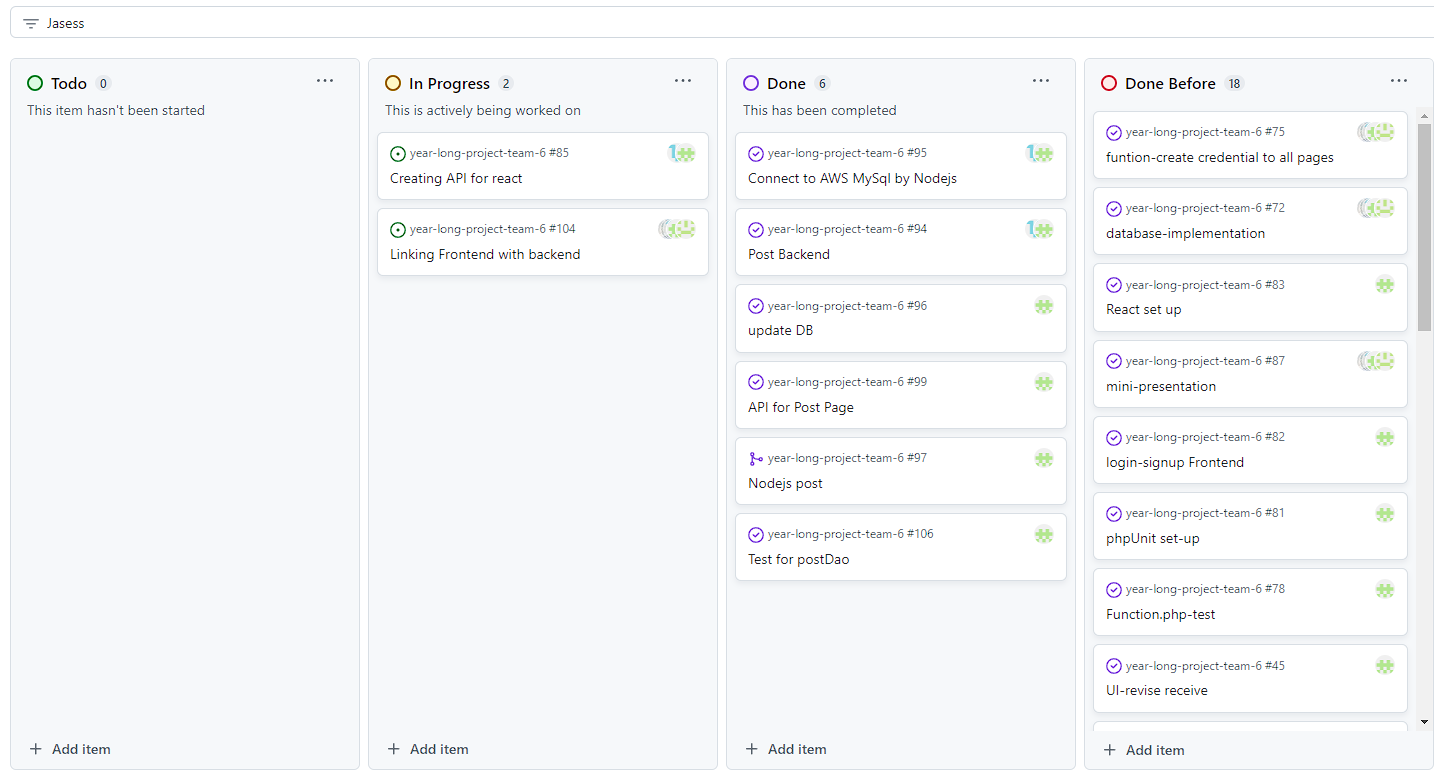 Jasess
Todo 0
This item hasn't been started
Add item
In Progress 2
This is actively being worked on
year-long-project-team-6 #85
Creating API for react
year-long-project-team-6 #104
Linking Frontend with backend
Add item
Done 6
This has been completed
year-long-project-team-6 #95
Connect to AWS MySql by Nodejs
year-long-project-team-6 #94
Post Backend
year-long-project-team-6 #96
update DB
year-long-project-team-6 #99
API for Post Page
year-long-project-team-6 #97
Nodejs post
year-long-project-team-6 #106
Test for postDao
Add item
Done Before 18
year-long-project-team-6 #75
funtion-create credential to all pages
year-long-project-team-6 #72
database-implementation
year-long-project-team-6 #83
React set up
year-long-project-team-6 #87
mini-presentation
year-long-project-team-6 #82
login-signup Frontend
year-long-project-team-6 #81
phpUnit set-up
year-long-project-team-6 #78
Function.php-test
year-long-project-team-6 #45
UI-revise receive
Add item